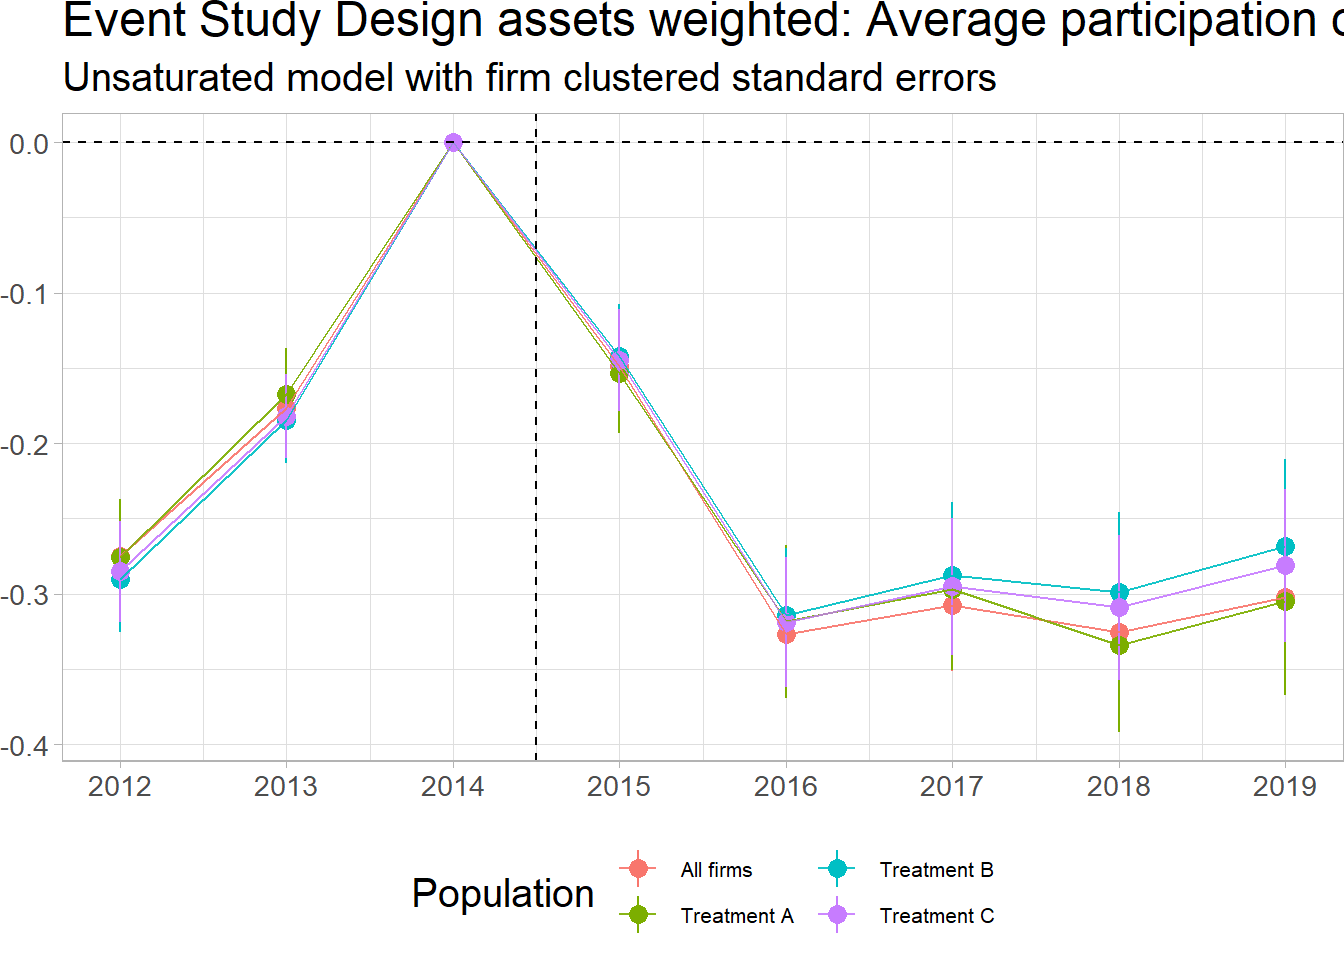 Event Study Design assets weighted: Average participation
Unsaturated model with firm clustered standard errors
0.0
-0.1
-0.2
-0.3
-0.4
2012 2013 2014 2015 2016 2017 2018 2019
Population
All firms Treatment B
Treatment A Treatment C